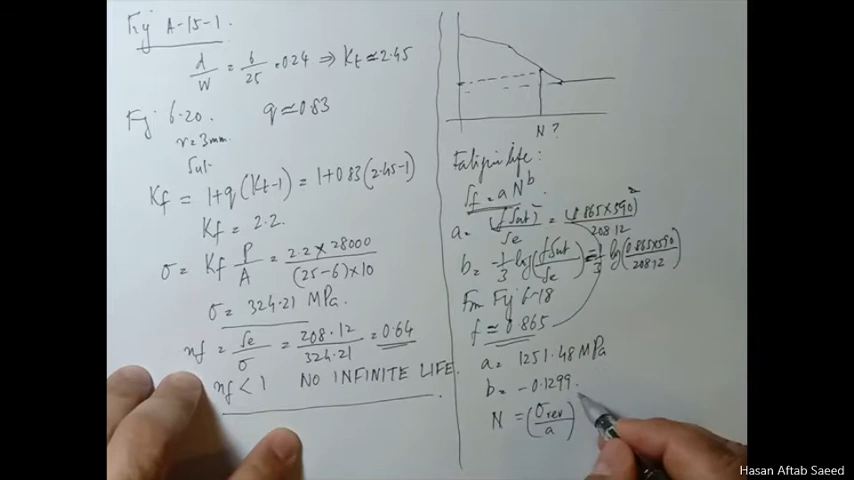 Fig A-15-1.
d/W = 6/25 = 0.24 ⇒ Kt ≃ 2.45
Fig 6-20. q ≃ 0.83
r = 3mm.
Sut
Kf = 1+q(Kt-1) = 1+0.83(2.45-1)
Kf = 2.2.
σ = Kf P/A = 2.2 × 28000/(25-6)×10
σ = 324.21 MPa.
nf = Se/σ = 208.12/324.21 = 0.64
nf < 1 NO INFINITE LIFE.
N ?
Fatigue life:
Sf = aN^b.
a = (f Sut)²/Se = (0.865×590)²/208.12
b = -1/3 log(f Sut/Se) = -1/3 log(0.865×590/208.12)
From Fig 6-18
f ≃ 0.865
a = 1251.48 MPa
b = -0.1299.
N = (σrev/a)
Hasan Aftab Saeed